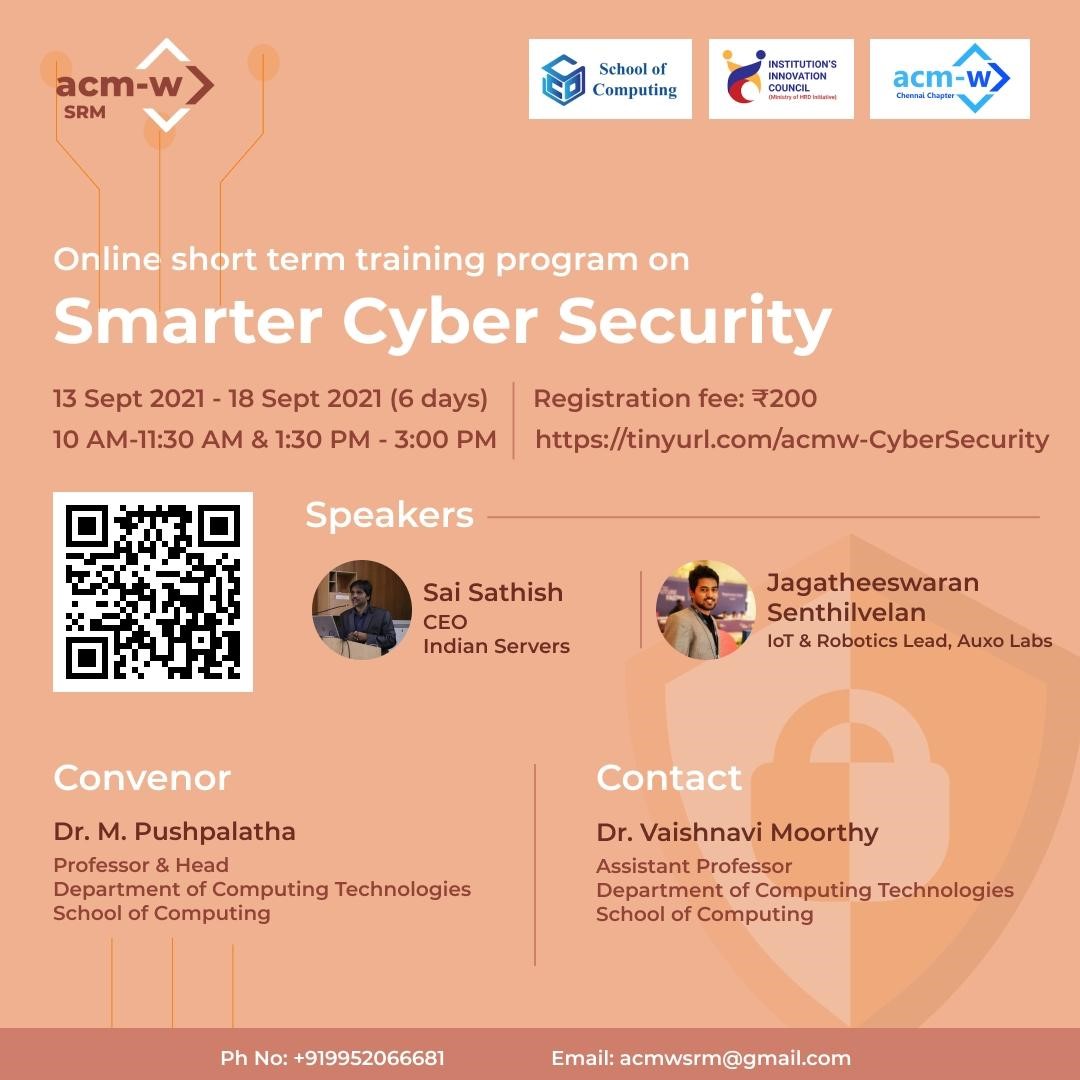 acm-w
SRM
School of
Computing
INSTITUTION'S
INNOVATION
COUNCIL
(Ministry of HRD Initiative)
acm-w
Chennai Chapter
Online short term training program on
Smarter Cyber Security
13 Sept 2021 - 18 Sept 2021 (6 days)
10 AM-11:30 AM & 1:30 PM - 3:00 PM
Registration fee: ₹200
https://tinyurl.com/acmw-CyberSecurity
Speakers
Sai Sathish
CEO
Indian Servers
Jagatheeswaran
Senthilvelan
IoT & Robotics Lead, Auxo Labs
Convenor
Dr. M. Pushpalatha
Professor & Head
Department of Computing Technologies
School of Computing
Contact
Dr. Vaishnavi Moorthy
Assistant Professor
Department of Computing Technologies
School of Computing
Ph No: +919952066681
Email: acmwsrm@gmail.com